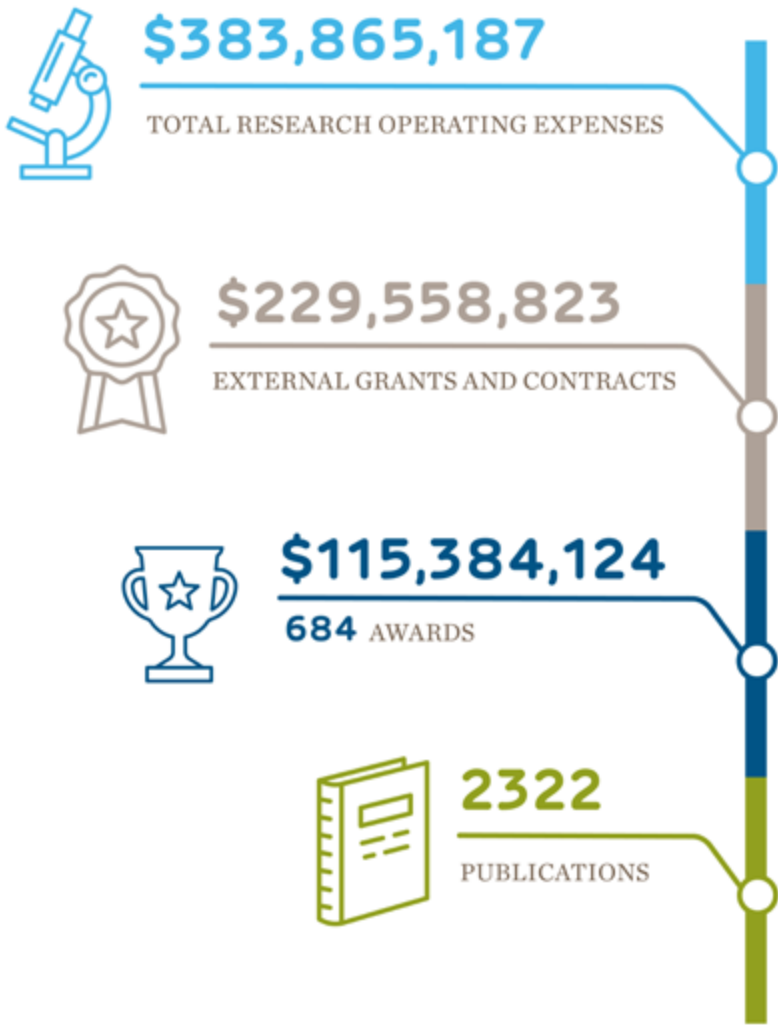 $383,865,187
TOTAL RESEARCH OPERATING EXPENSES
$229,558,823
EXTERNAL GRANTS AND CONTRACTS
$115,384,124
684 AWARDS
2322
PUBLICATIONS